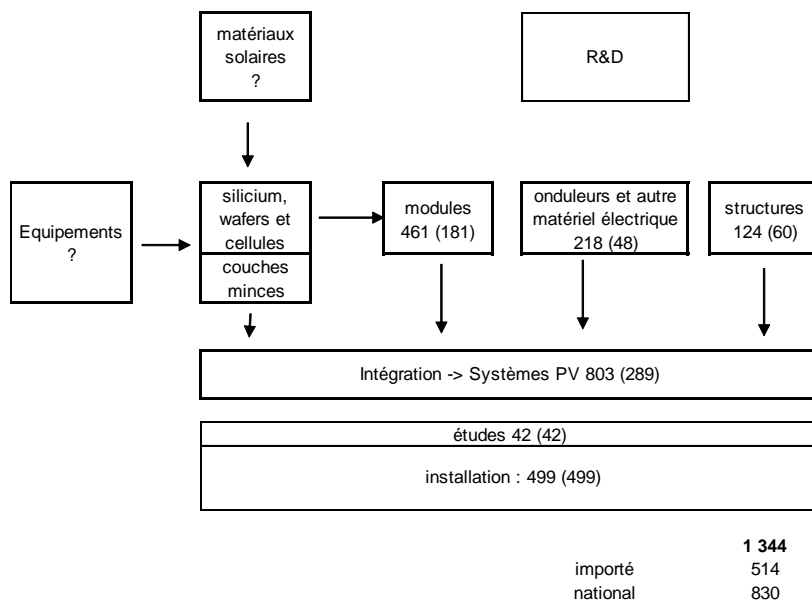 matériaux
solaires
?
R&D
Equipements
?
silicium,
wafers et
cellules
couches
minces
modules
461 (181)
onduleurs et autre
matériel électrique
218 (48)
structures
124 (60)
Intégration -> Systèmes PV 803 (289)
études 42 (42)
installation : 499 (499)
1 344
importé 514
national 830